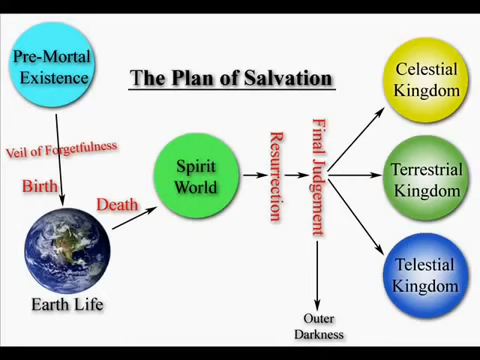 Pre-Mortal
Existence
The Plan of Salvation
Celestial
Kingdom
Veil of Forgetfulness
Birth
Death
Spirit
World
Resurrection
Final Judgement
Terrestrial
Kingdom
Telestial
Kingdom
Earth Life
Outer
Darkness